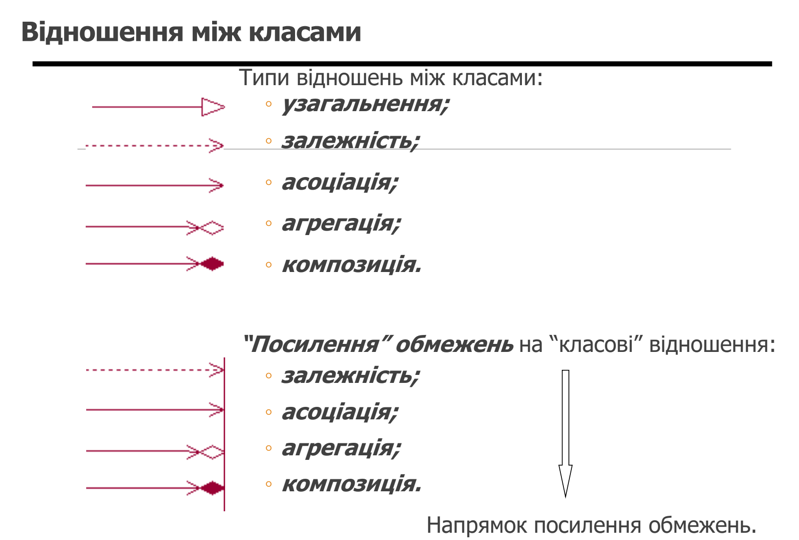 Відношення між класами
Типи відношень між класами:
узагальнення;
залежність;
асоціація;
агрегація;
композиція.
“Посилення” обмежень на “класові” відношення:
залежність;
асоціація;
агрегація;
композиція.
Напрямок посилення обмежень.